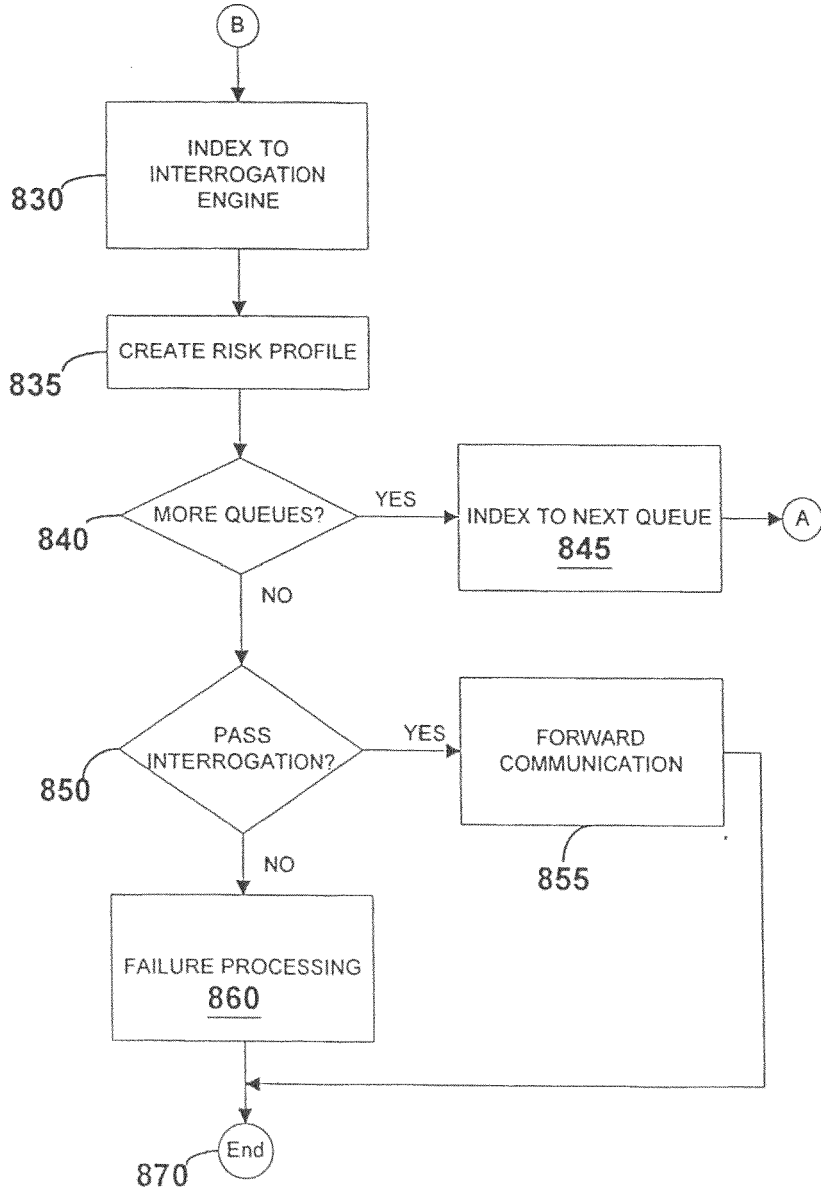 B
INDEX TO
INTERROGATION
ENGINE
830
CREATE RISK PROFILE
835
MORE QUEUES?
840
YES
INDEX TO NEXT QUEUE
845
A
NO
PASS
INTERROGATION?
850
YES
FORWARD
COMMUNICATION
855
NO
FAILURE PROCESSING
860
End
870